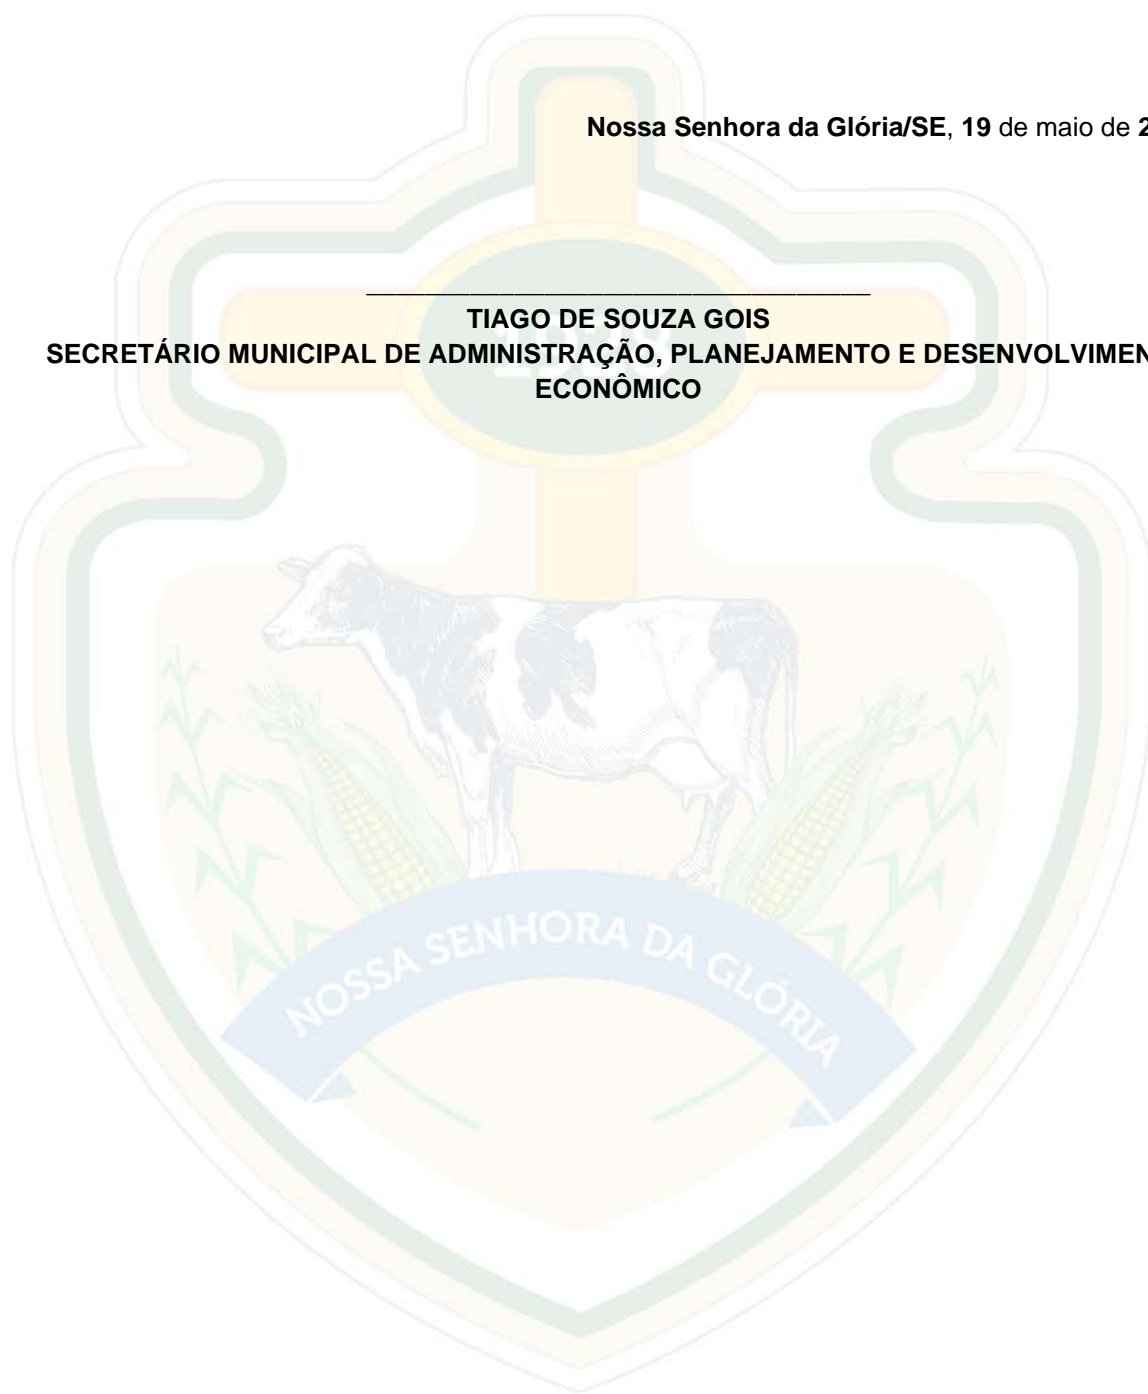 Nossa Senhora da Glória/SE, 19 de maio de 2
TIAGO DE SOUZA GOIS
SECRETÁRIO MUNICIPAL DE ADMINISTRAÇÃO, PLANEJAMENTO E DESENVOLVIMEN
ECONÔMICO
NOSSA SENHORA DA GLÓRIA